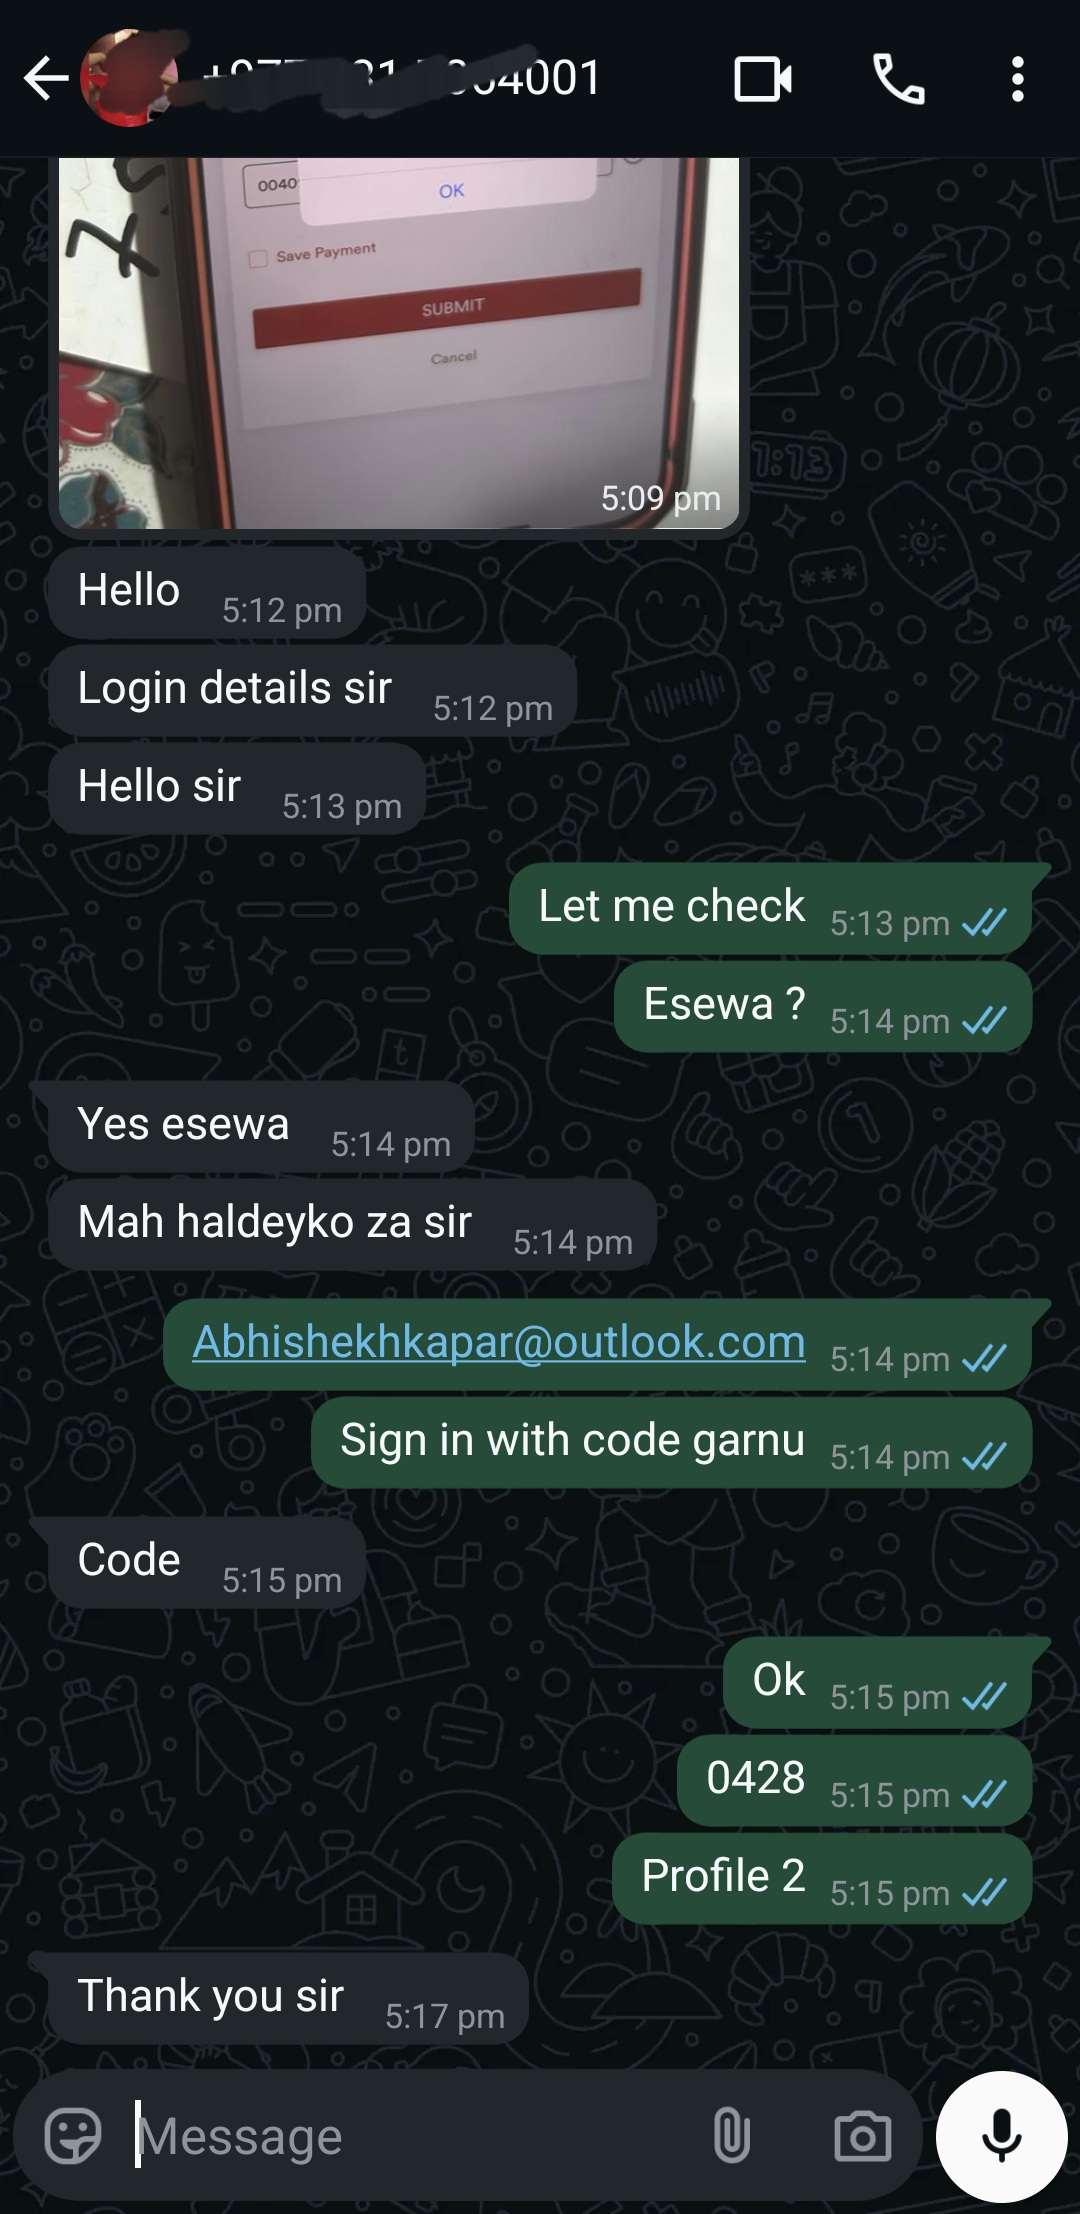 4001
0040
OK
Save Payment
SUBMIT
Cancel
5:09 pm
Hello 5:12 pm
Login details sir 5:12 pm
Hello sir 5:13 pm
Let me check 5:13 pm
Esewa ? 5:14 pm
Yes esewa 5:14 pm
Mah haldeyko za sir 5:14 pm
Abhishekhkapar@outlook.com 5:14 pm
Sign in with code garnu 5:14 pm
Code 5:15 pm
Ok 5:15 pm
0428 5:15 pm
Profile 2 5:15 pm
Thank you sir 5:17 pm
Message